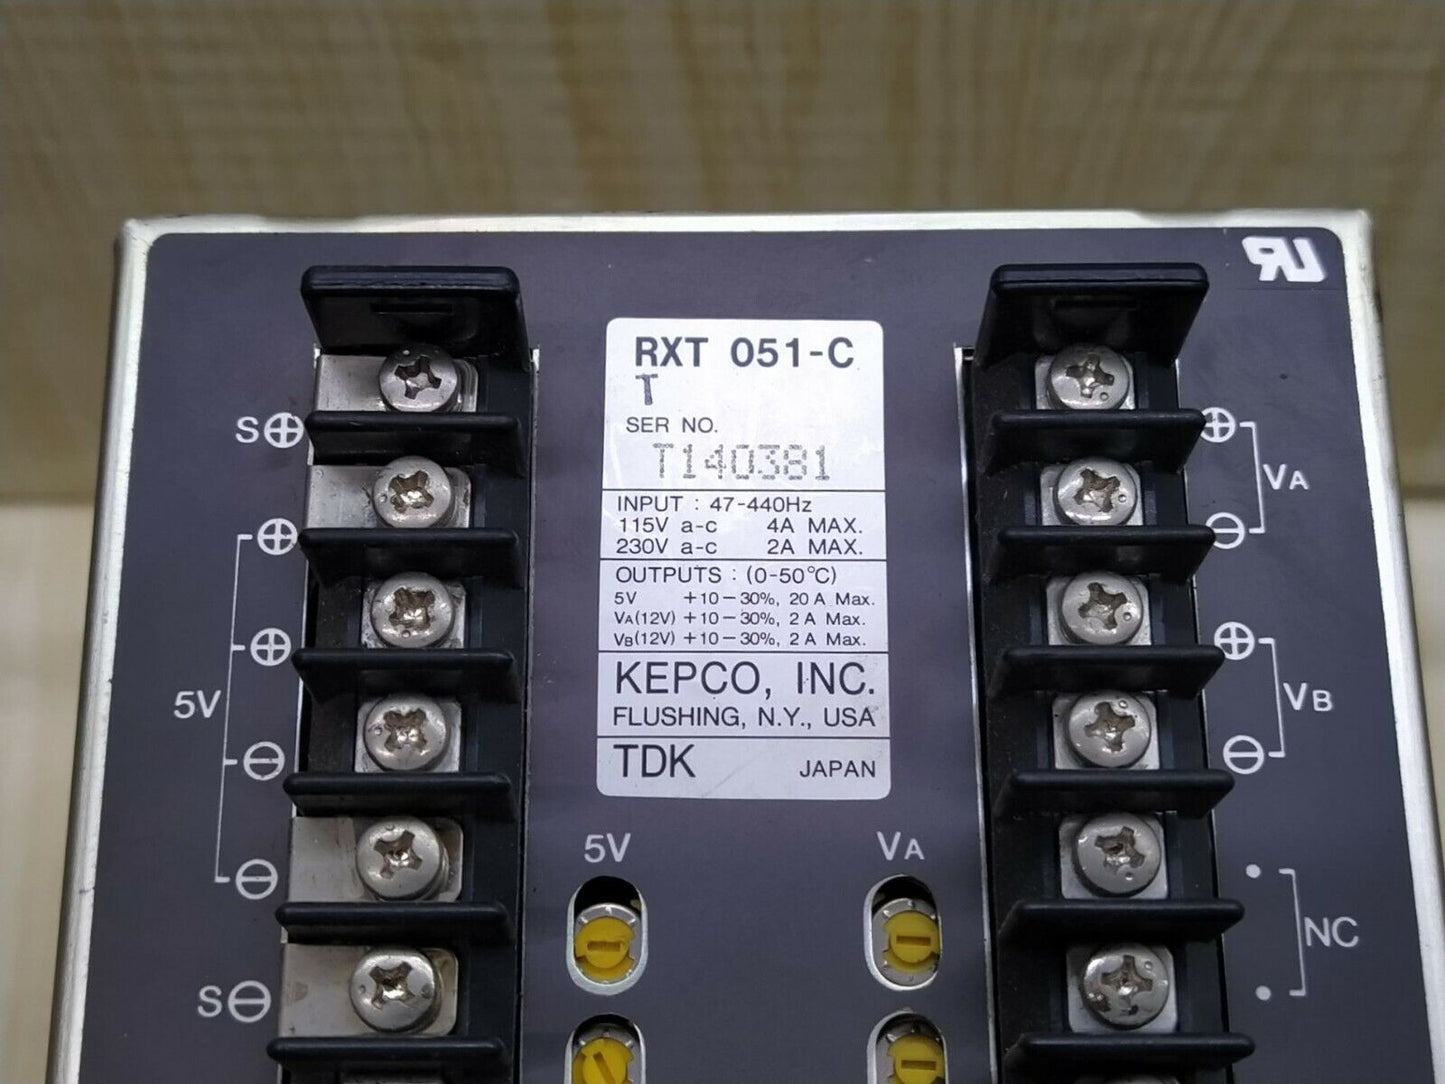 RXT 051-C
T
SER NO.
T140381
INPUT : 47-440Hz
115V a-c 4A MAX.
230V a-c 2A MAX.
OUTPUTS : (0-50°C)
5V +10-30%, 20 A Max.
VA(12V) +10-30%, 2 A Max.
VB(12V) +10-30%, 2 A Max.
KEPCO, INC.
FLUSHING, N.Y., USA
TDK JAPAN
S⊕
⊕
⊕
5V
⊖
⊖
S⊖
5V
VA
⊕
VA
⊖
⊕
VB
⊖
NC